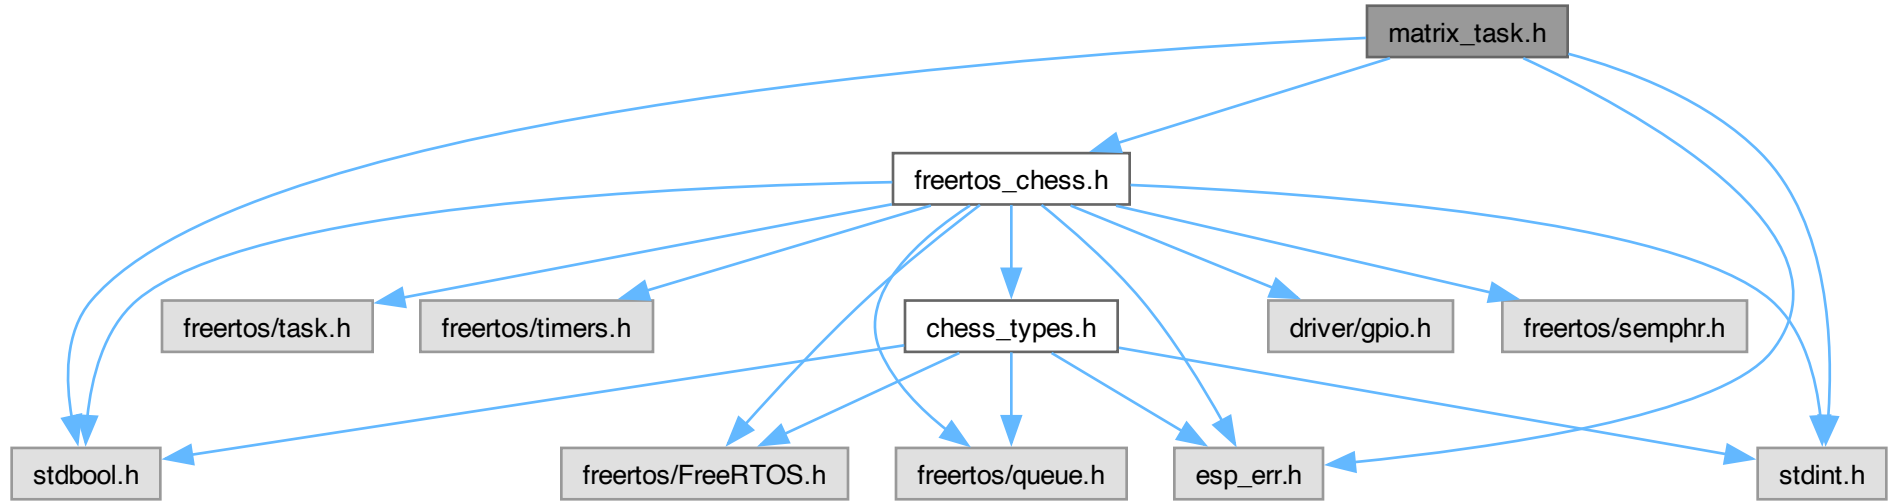 matrix_task.h
freertos_chess.h
freertos/task.h
freertos/timers.h
chess_types.h
driver/gpio.h
freertos/semphr.h
stdbool.h
freertos/FreeRTOS.h
freertos/queue.h
esp_err.h
stdint.h